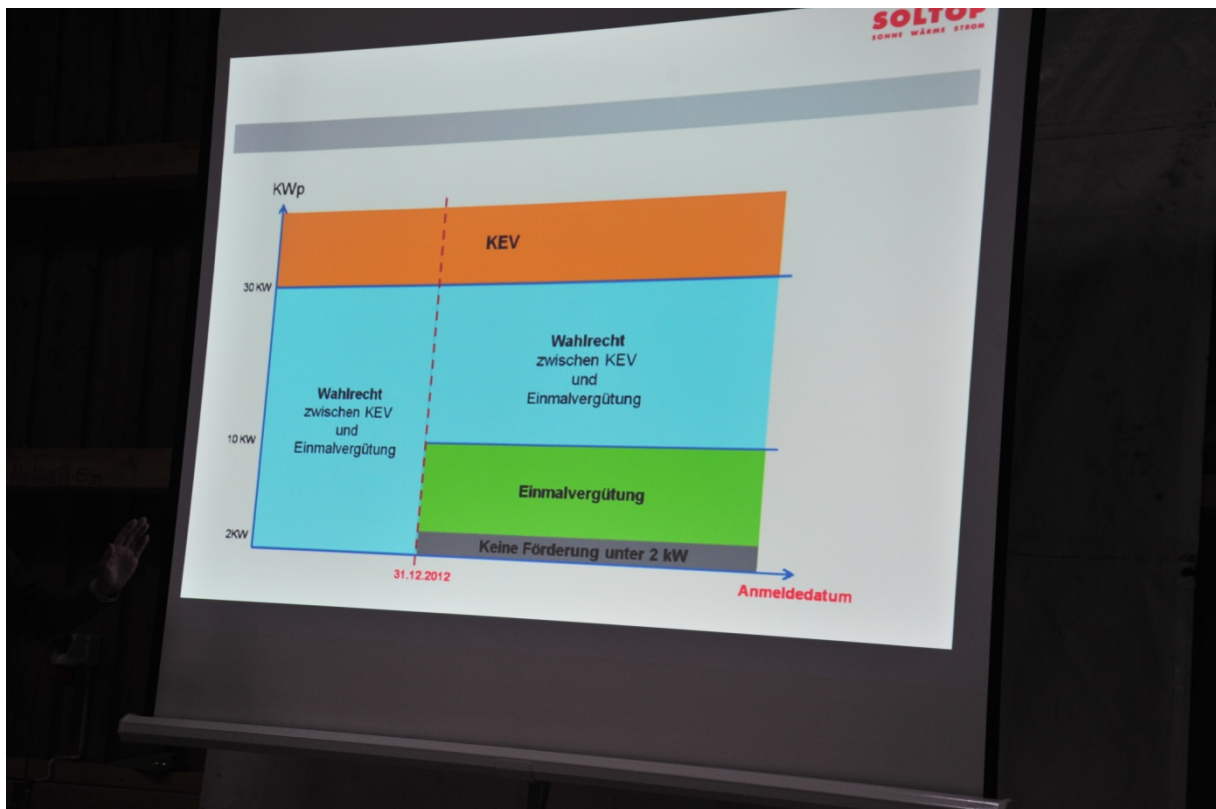 SOLTOP
SONNE WÄRME STROM
KWp
KEV
30 KW
Wahlrecht
zwischen KEV
und
Einmalvergütung
Wahlrecht
zwischen KEV
und
Einmalvergütung
10 KW
Einmalvergütung
2KW
Keine Förderung unter 2 kW
31.12.2012
Anmeldedatum